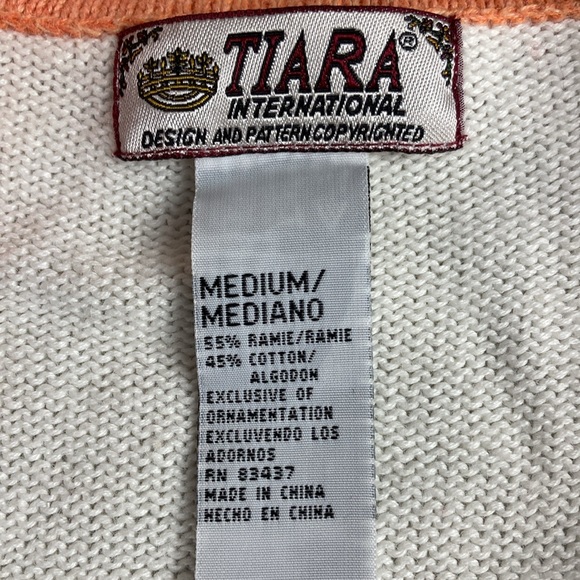 TIARA®
INTERNATIONAL
DESIGN AND PATTERN COPYRIGHTED
MEDIUM/
MEDIANO
55% RAMIE/RAMIE
45% COTTON/
ALGODON
EXCLUSIVE OF
ORNAMENTATION
EXCLUVENDO LOS
ADORNOS
RN 83437
MADE IN CHINA
HECHO EN CHINA